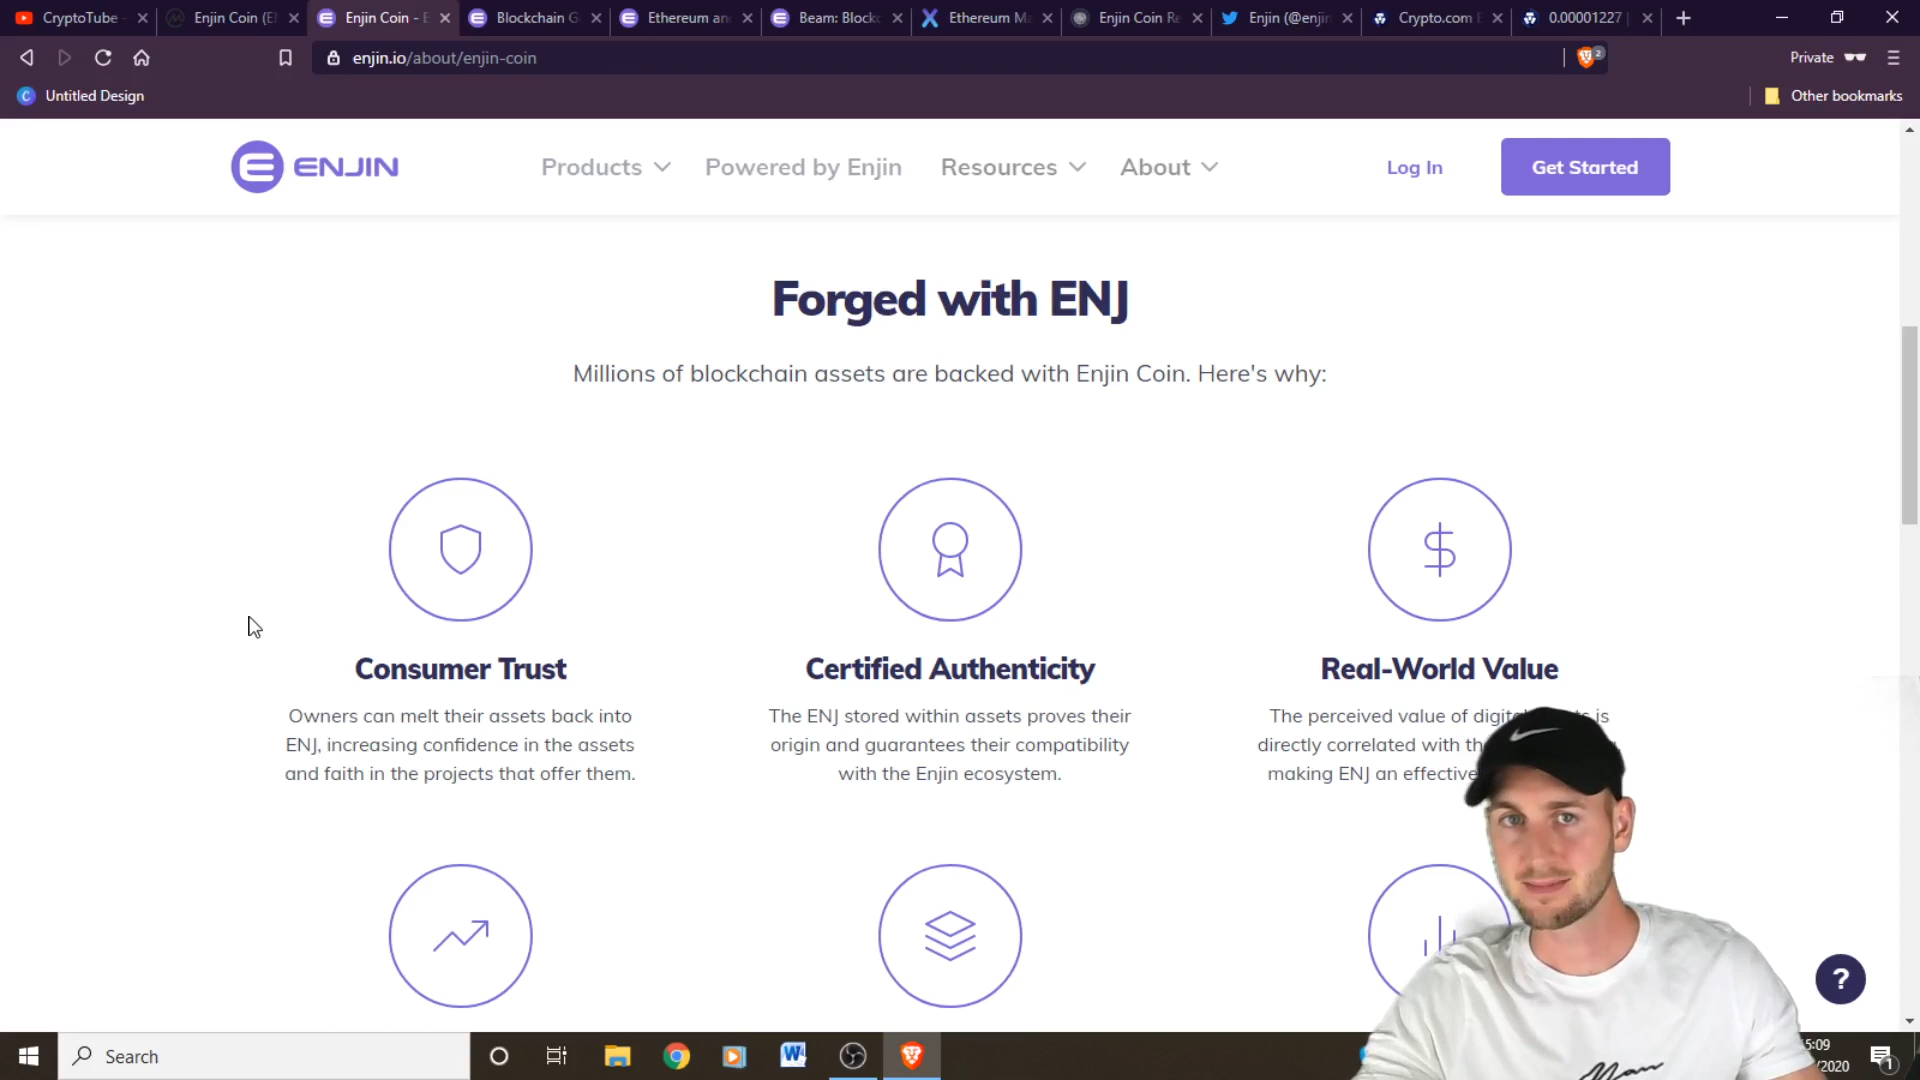 CryptoTube
Enjin Coin (E
Enjin Coin - E
Blockchain G
Ethereum an
Beam: Blockc
Ethereum Ma
Enjin Coin Re
Enjin (@enjin
Crypto.com E
0.00001227 |
enjin.io/about/enjin-coin
2
Private
Untitled Design
Other bookmarks
ENJIN
Products
Powered by Enjin
Resources
About
Log In
Get Started
Forged with ENJ
Millions of blockchain assets are backed with Enjin Coin. Here's why:
Consumer Trust
Owners can melt their assets back into
ENJ, increasing confidence in the assets
and faith in the projects that offer them.
Certified Authenticity
The ENJ stored within assets proves their
origin and guarantees their compatibility
with the Enjin ecosystem.
Real-World Value
The perceived value of is
directly correlated with
making ENJ an effective
?
Search
5:09
/2020
1